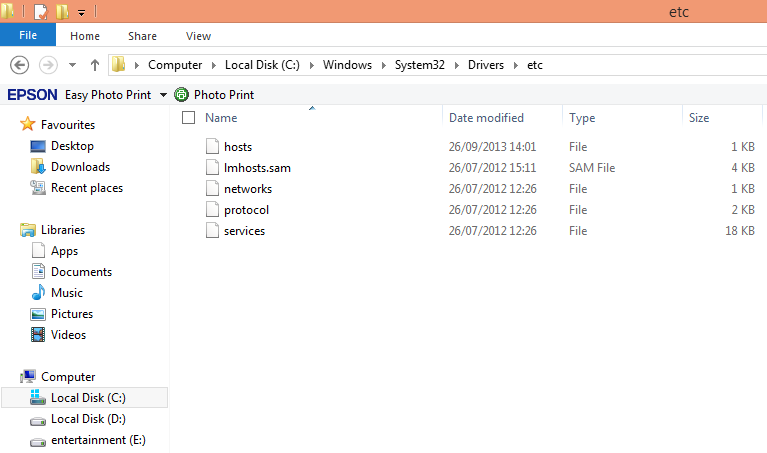 etc
File Home Share View
Computer Local Disk (C:) Windows System32 Drivers etc
EPSON Easy Photo Print Photo Print
Name Date modified Type Size
hosts 26/09/2013 14:01 File 1 KB
lmhosts.sam 26/07/2012 15:11 SAM File 4 KB
networks 26/07/2012 12:26 File 1 KB
protocol 26/07/2012 12:26 File 2 KB
services 26/07/2012 12:26 File 18 KB
Favourites
Desktop
Downloads
Recent places
Libraries
Apps
Documents
Music
Pictures
Videos
Computer
Local Disk (C:)
Local Disk (D:)
entertainment (E:)